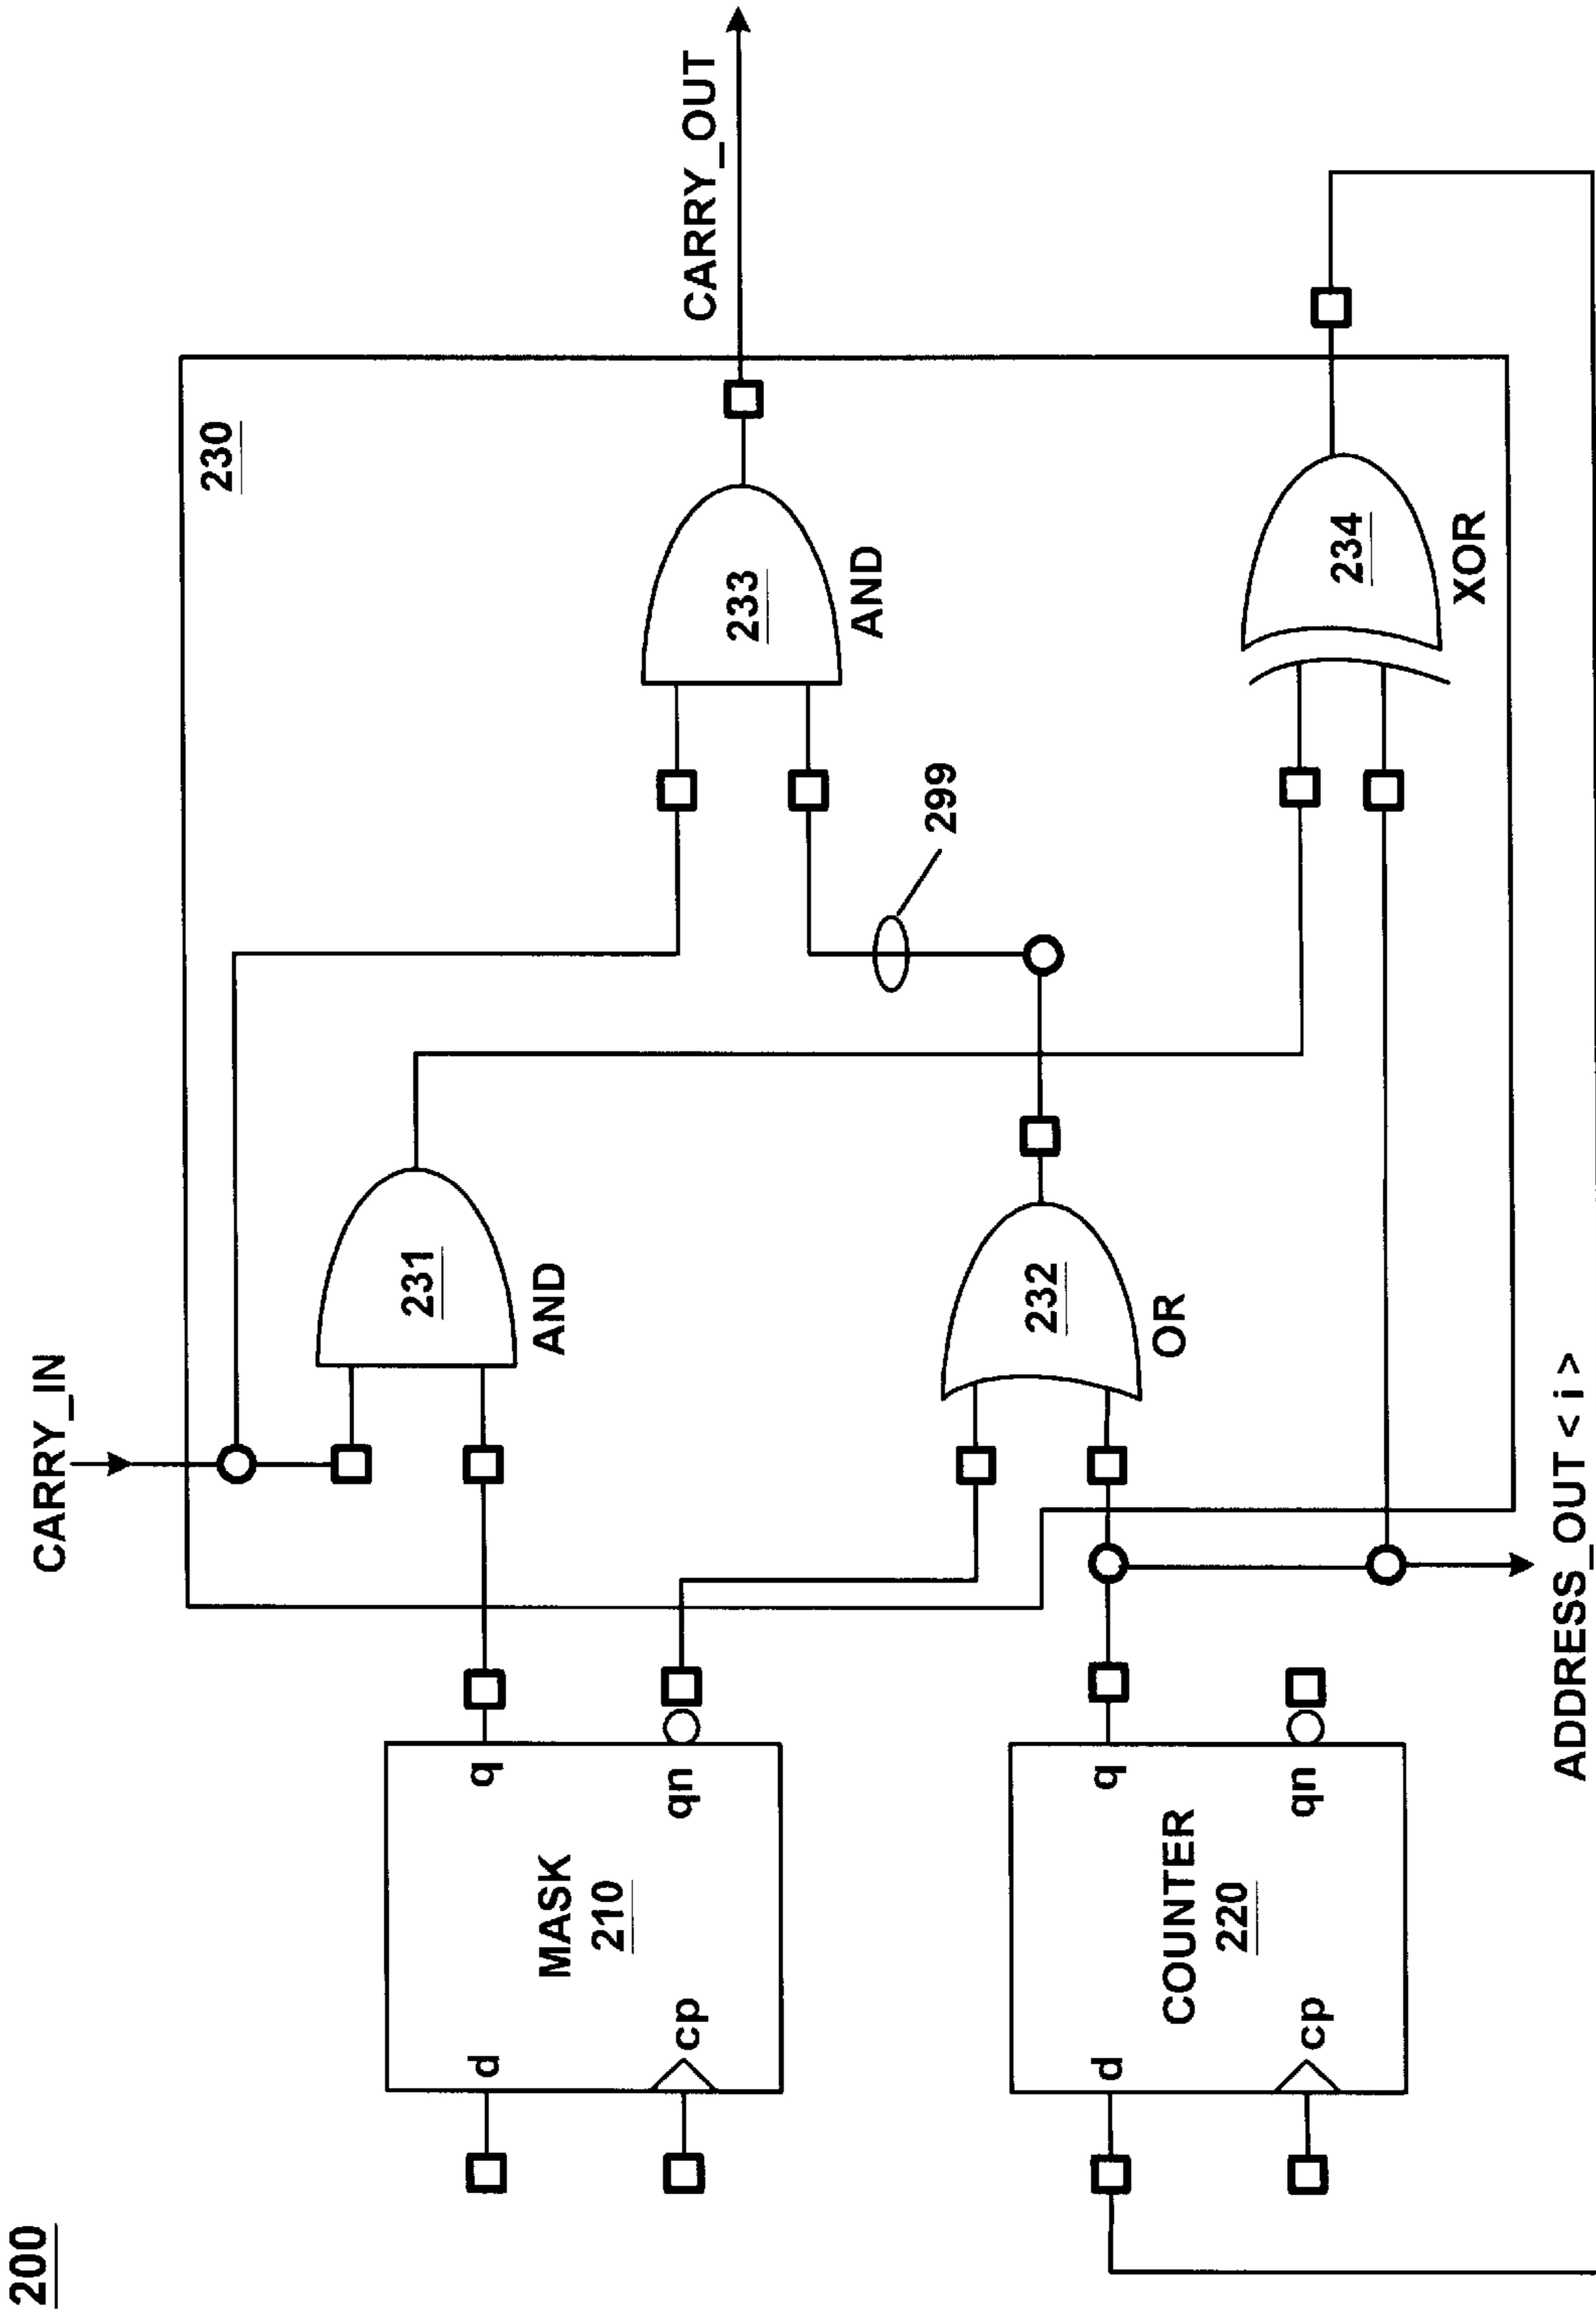 200
CARRY_IN
CARRY_OUT
230
231
AND
233
AND
299
232
OR
234
XOR
d
q
MASK
210
cp
qn
d
q
COUNTER
220
cp
qn
ADDRESS_OUT < i >